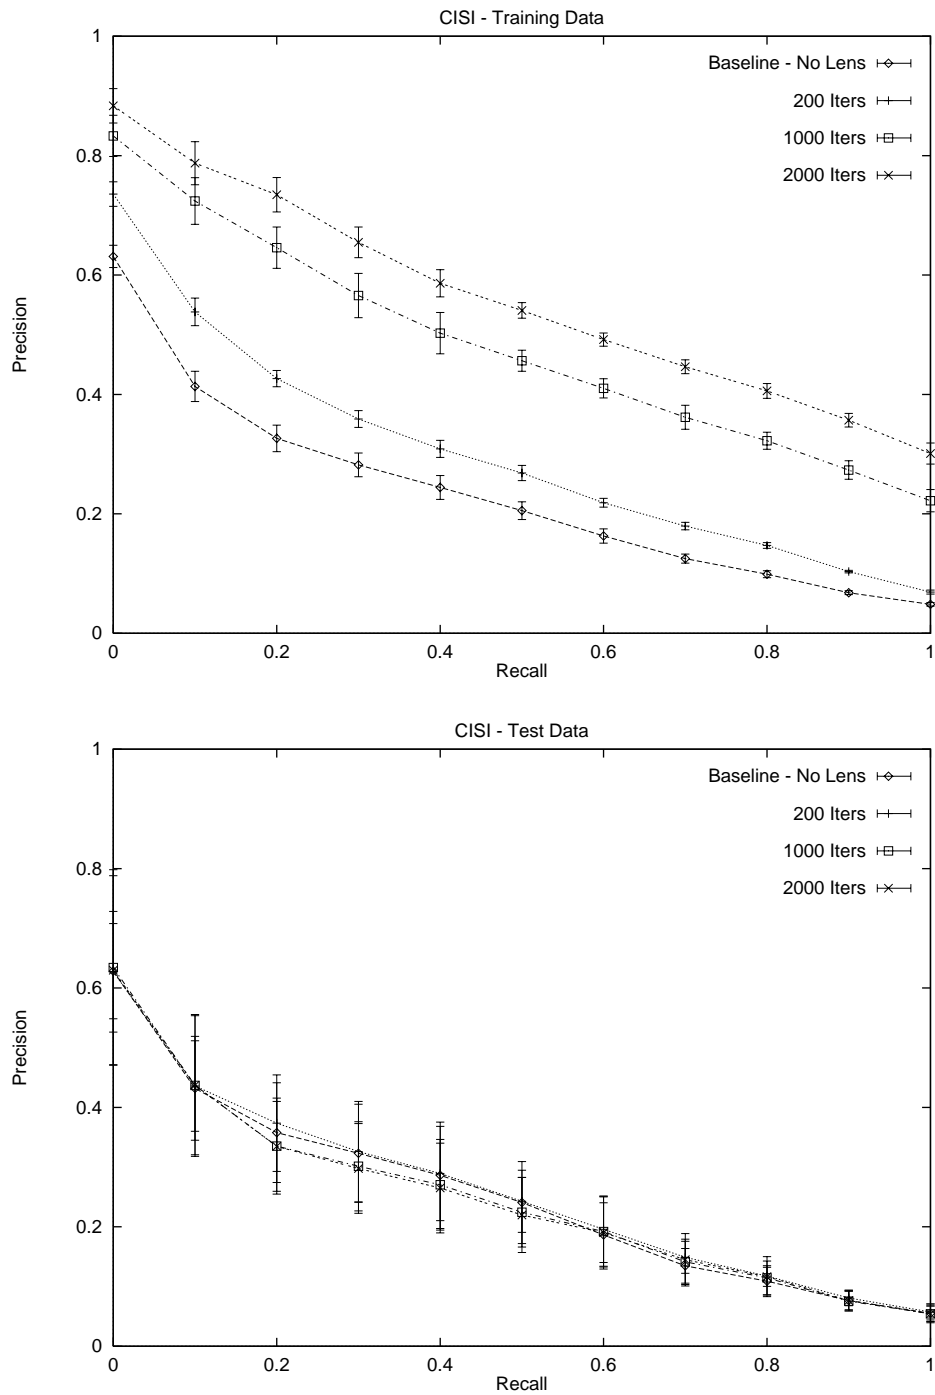 CISI - Training Data
1
Baseline - No Lens
200 Iters
1000 Iters
2000 Iters
0.8
0.6
Precision
0.4
0.2
0
0 0.2 0.4 0.6 0.8 1
Recall
CISI - Test Data
1
Baseline - No Lens
200 Iters
1000 Iters
2000 Iters
0.8
0.6
Precision
0.4
0.2
0
0 0.2 0.4 0.6 0.8 1
Recall